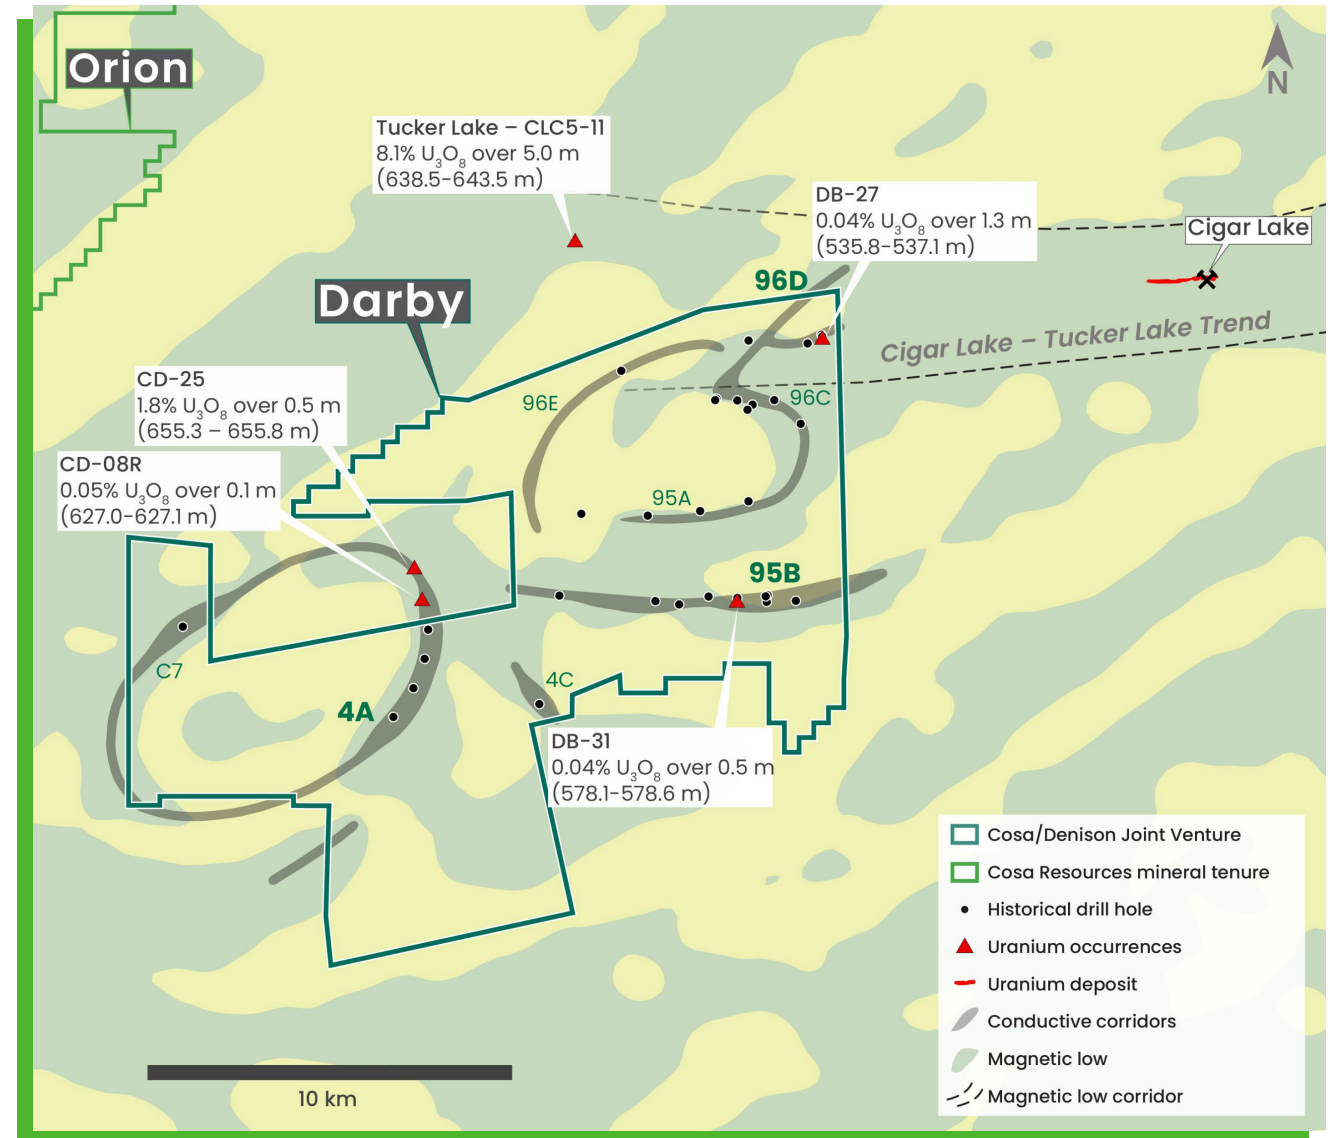 Orion
N
Tucker Lake – CLC5-11
8.1% U3O8 over 5.0 m
(638.5-643.5 m)
DB-27
0.04% U3O8 over 1.3 m
(535.8-537.1 m)
Cigar Lake
96D
Darby
Cigar Lake – Tucker Lake Trend
CD-25
1.8% U3O8 over 0.5 m
(655.3 – 655.8 m)
96E
96C
CD-08R
0.05% U3O8 over 0.1 m
(627.0-627.1 m)
95A
95B
C7
4C
4A
DB-31
0.04% U3O8 over 0.5 m
(578.1-578.6 m)
Cosa/Denison Joint Venture
Cosa Resources mineral tenure
Historical drill hole
Uranium occurrences
Uranium deposit
Conductive corridors
Magnetic low
Magnetic low corridor
10 km